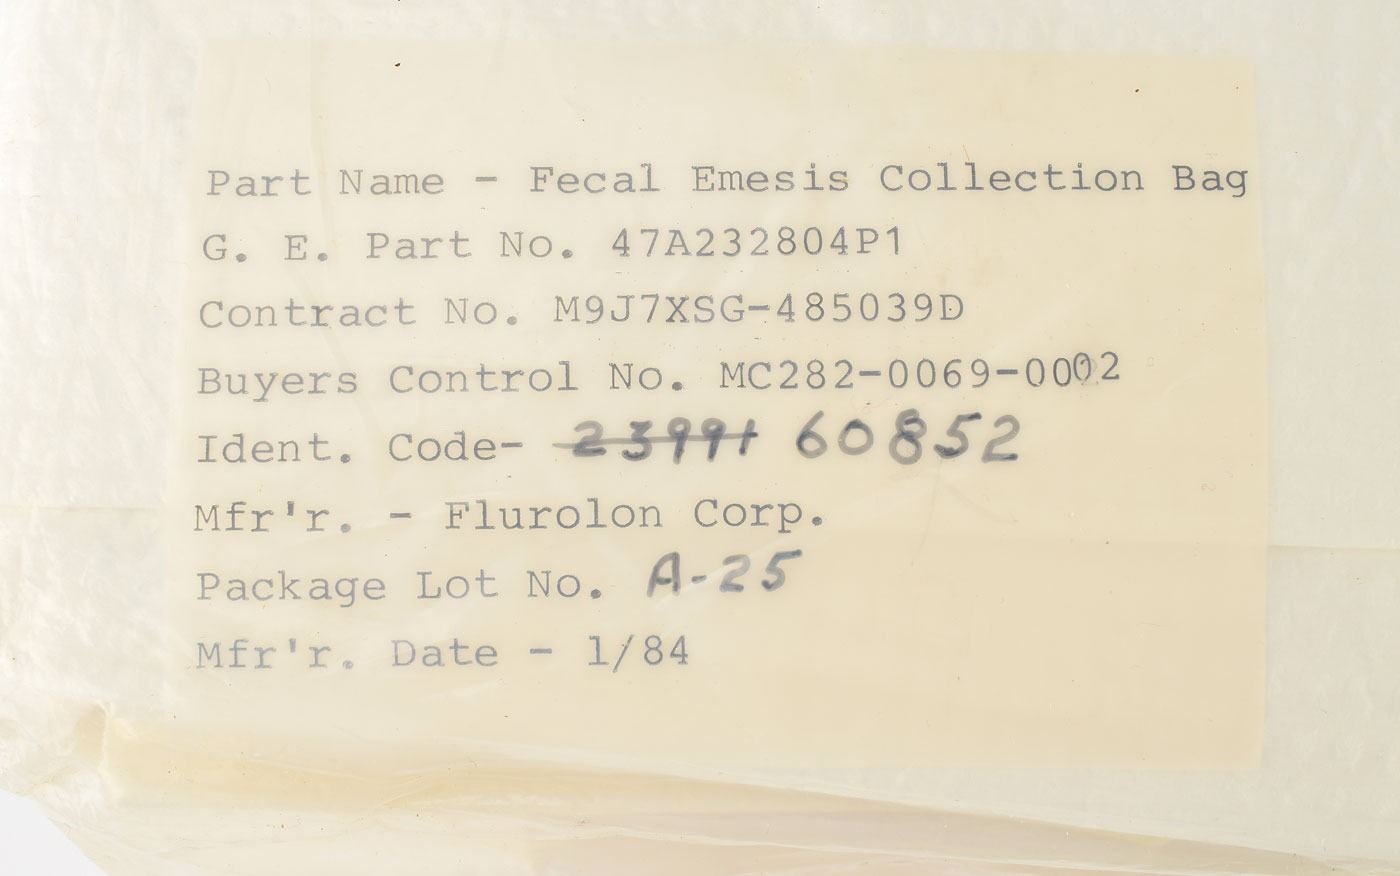 Part Name - Fecal Emesis Collection Bag
G. E. Part No. 47A232804P1
Contract No. M9J7XSG-485039D
Buyers Control No. MC282-0069-0002
Ident. Code- 23991 60852
Mfr'r. - Flurolon Corp.
Package Lot No. A-25
Mfr'r. Date - 1/84